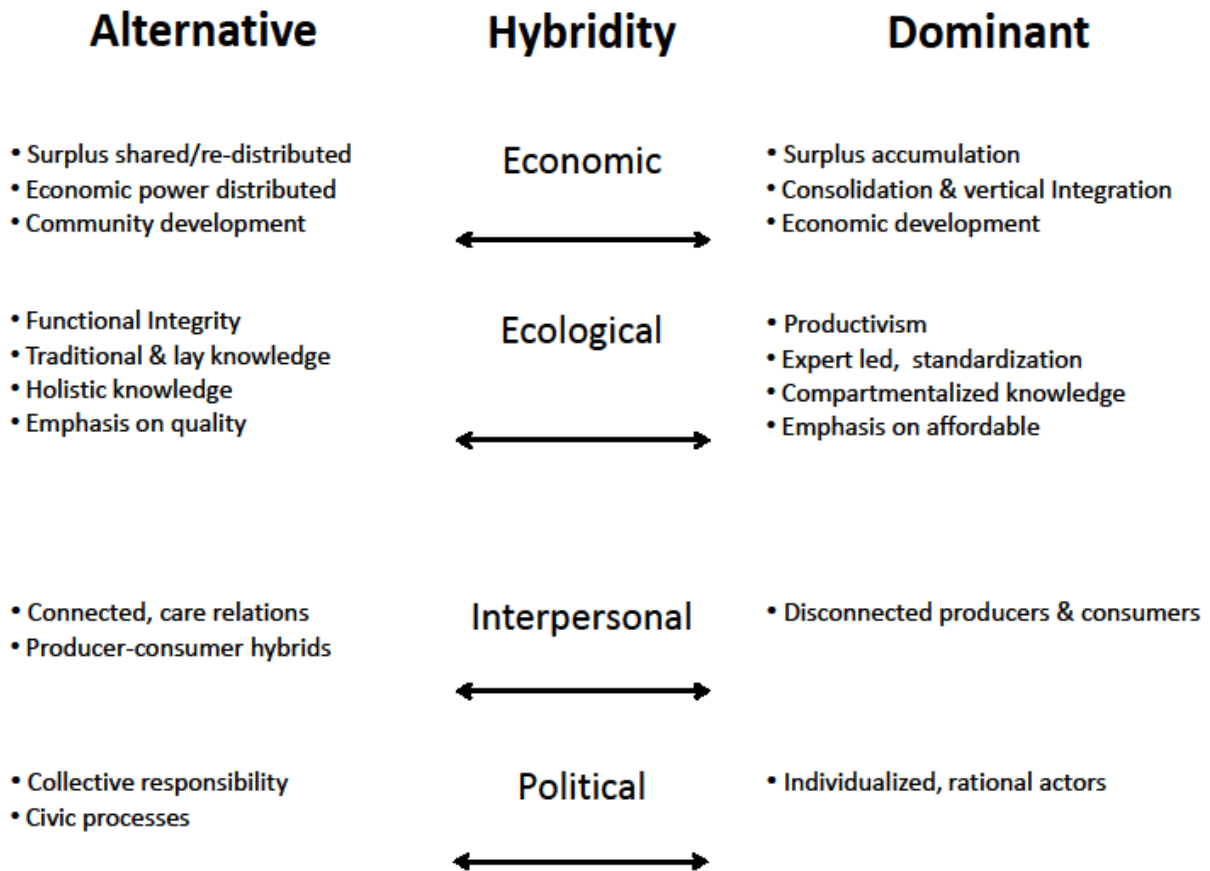 Alternative
Hybridity
Dominant
• Surplus shared/re-distributed
• Economic power distributed
• Community development
Economic
• Surplus accumulation
• Consolidation & vertical Integration
• Economic development
• Functional Integrity
• Traditional & lay knowledge
• Holistic knowledge
• Emphasis on quality
Ecological
• Productivism
• Expert led, standardization
• Compartmentalized knowledge
• Emphasis on affordable
• Connected, care relations
• Producer-consumer hybrids
Interpersonal
• Disconnected producers & consumers
• Collective responsibility
• Civic processes
Political
• Individualized, rational actors